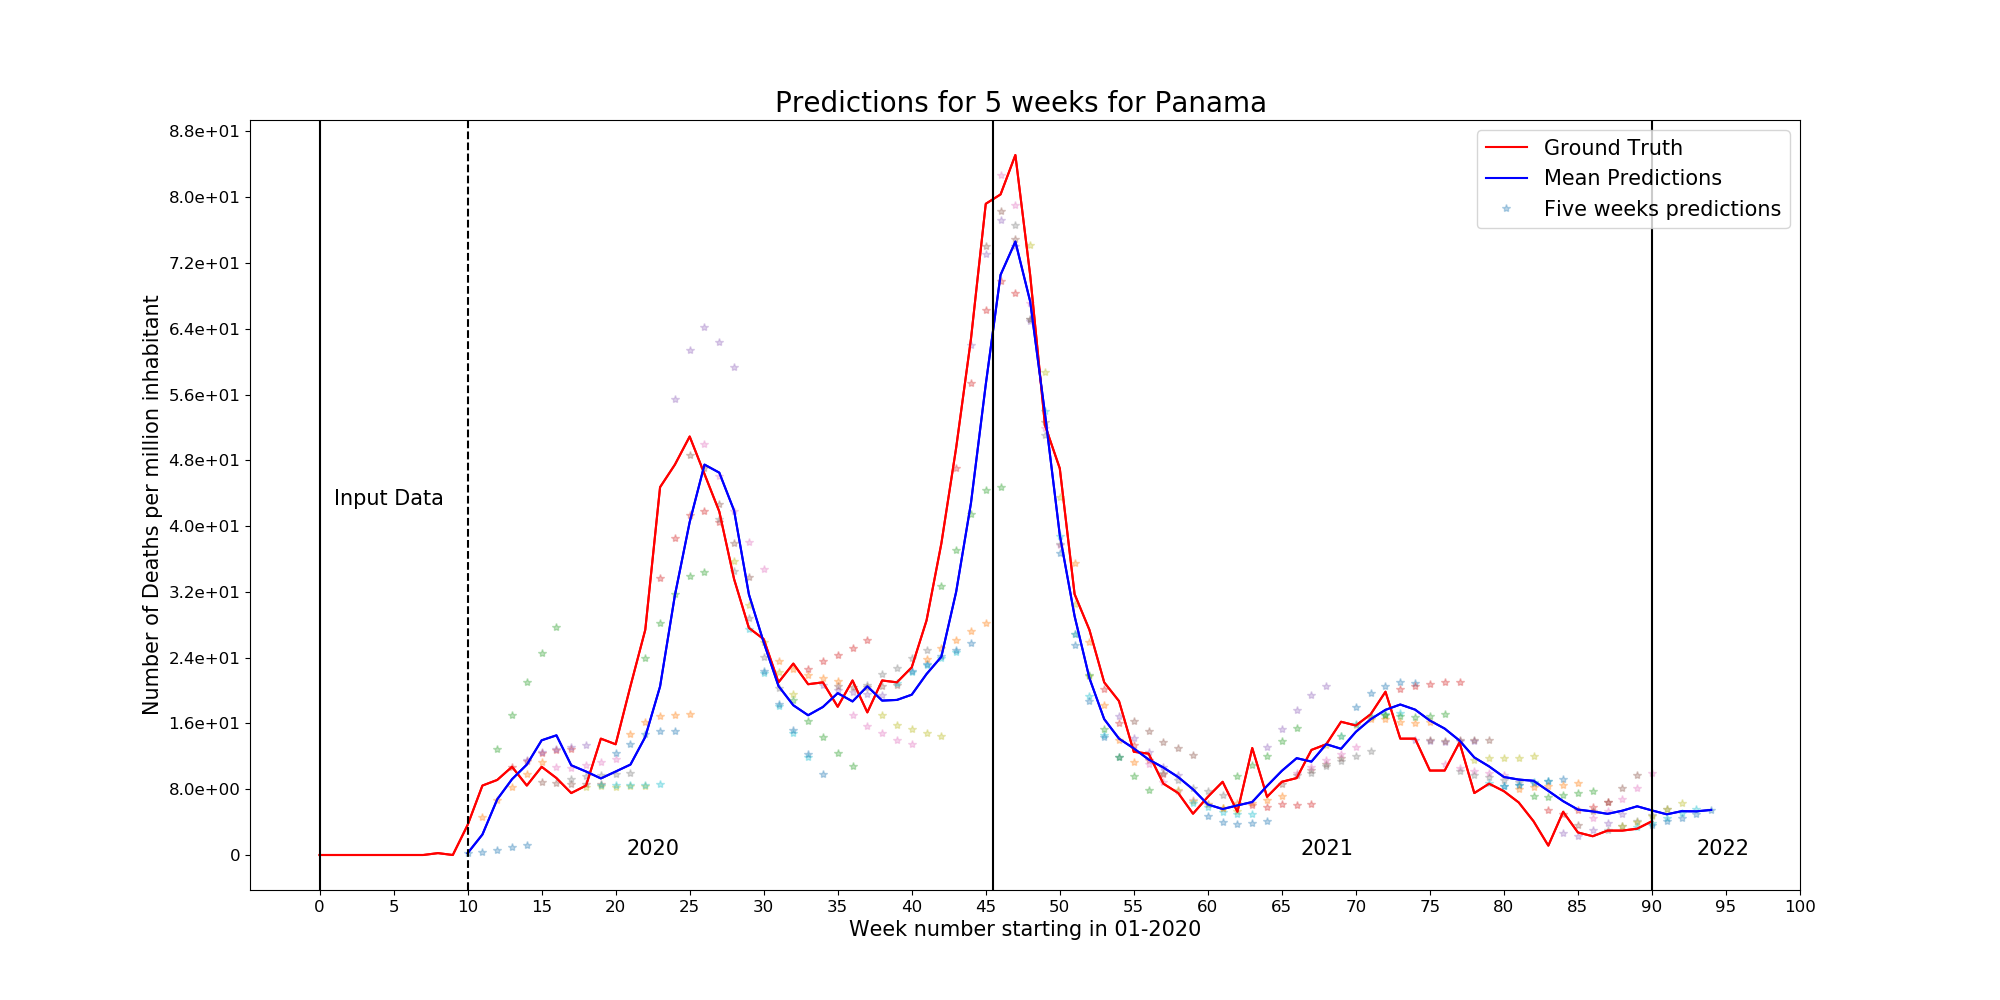 Predictions for 5 weeks for Panama
8.8e+01
8.0e+01
7.2e+01
6.4e+01
5.6e+01
4.8e+01
4.0e+01
3.2e+01
2.4e+01
1.6e+01
8.0e+00
0
Number of Deaths per million inhabitant
Ground Truth
Mean Predictions
Five weeks predictions
Input Data
2020
2021
2022
0 5 10 15 20 25 30 35 40 45 50 55 60 65 70 75 80 85 90 95 100
Week number starting in 01-2020